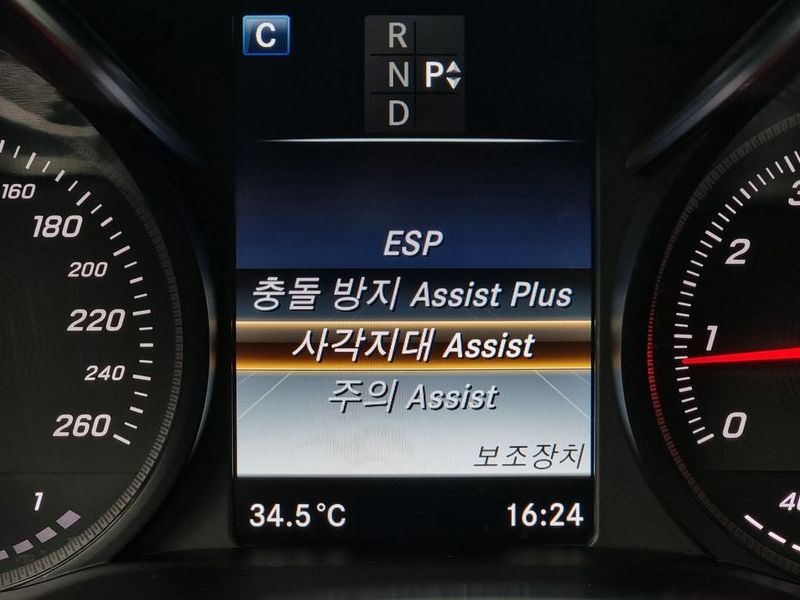 C
R
N P
D
ESP
충돌 방지 Assist Plus
사각지대 Assist
주의 Assist
보조장치
34.5°C
16:24
160
180
200
220
240
260
1
2
1
0